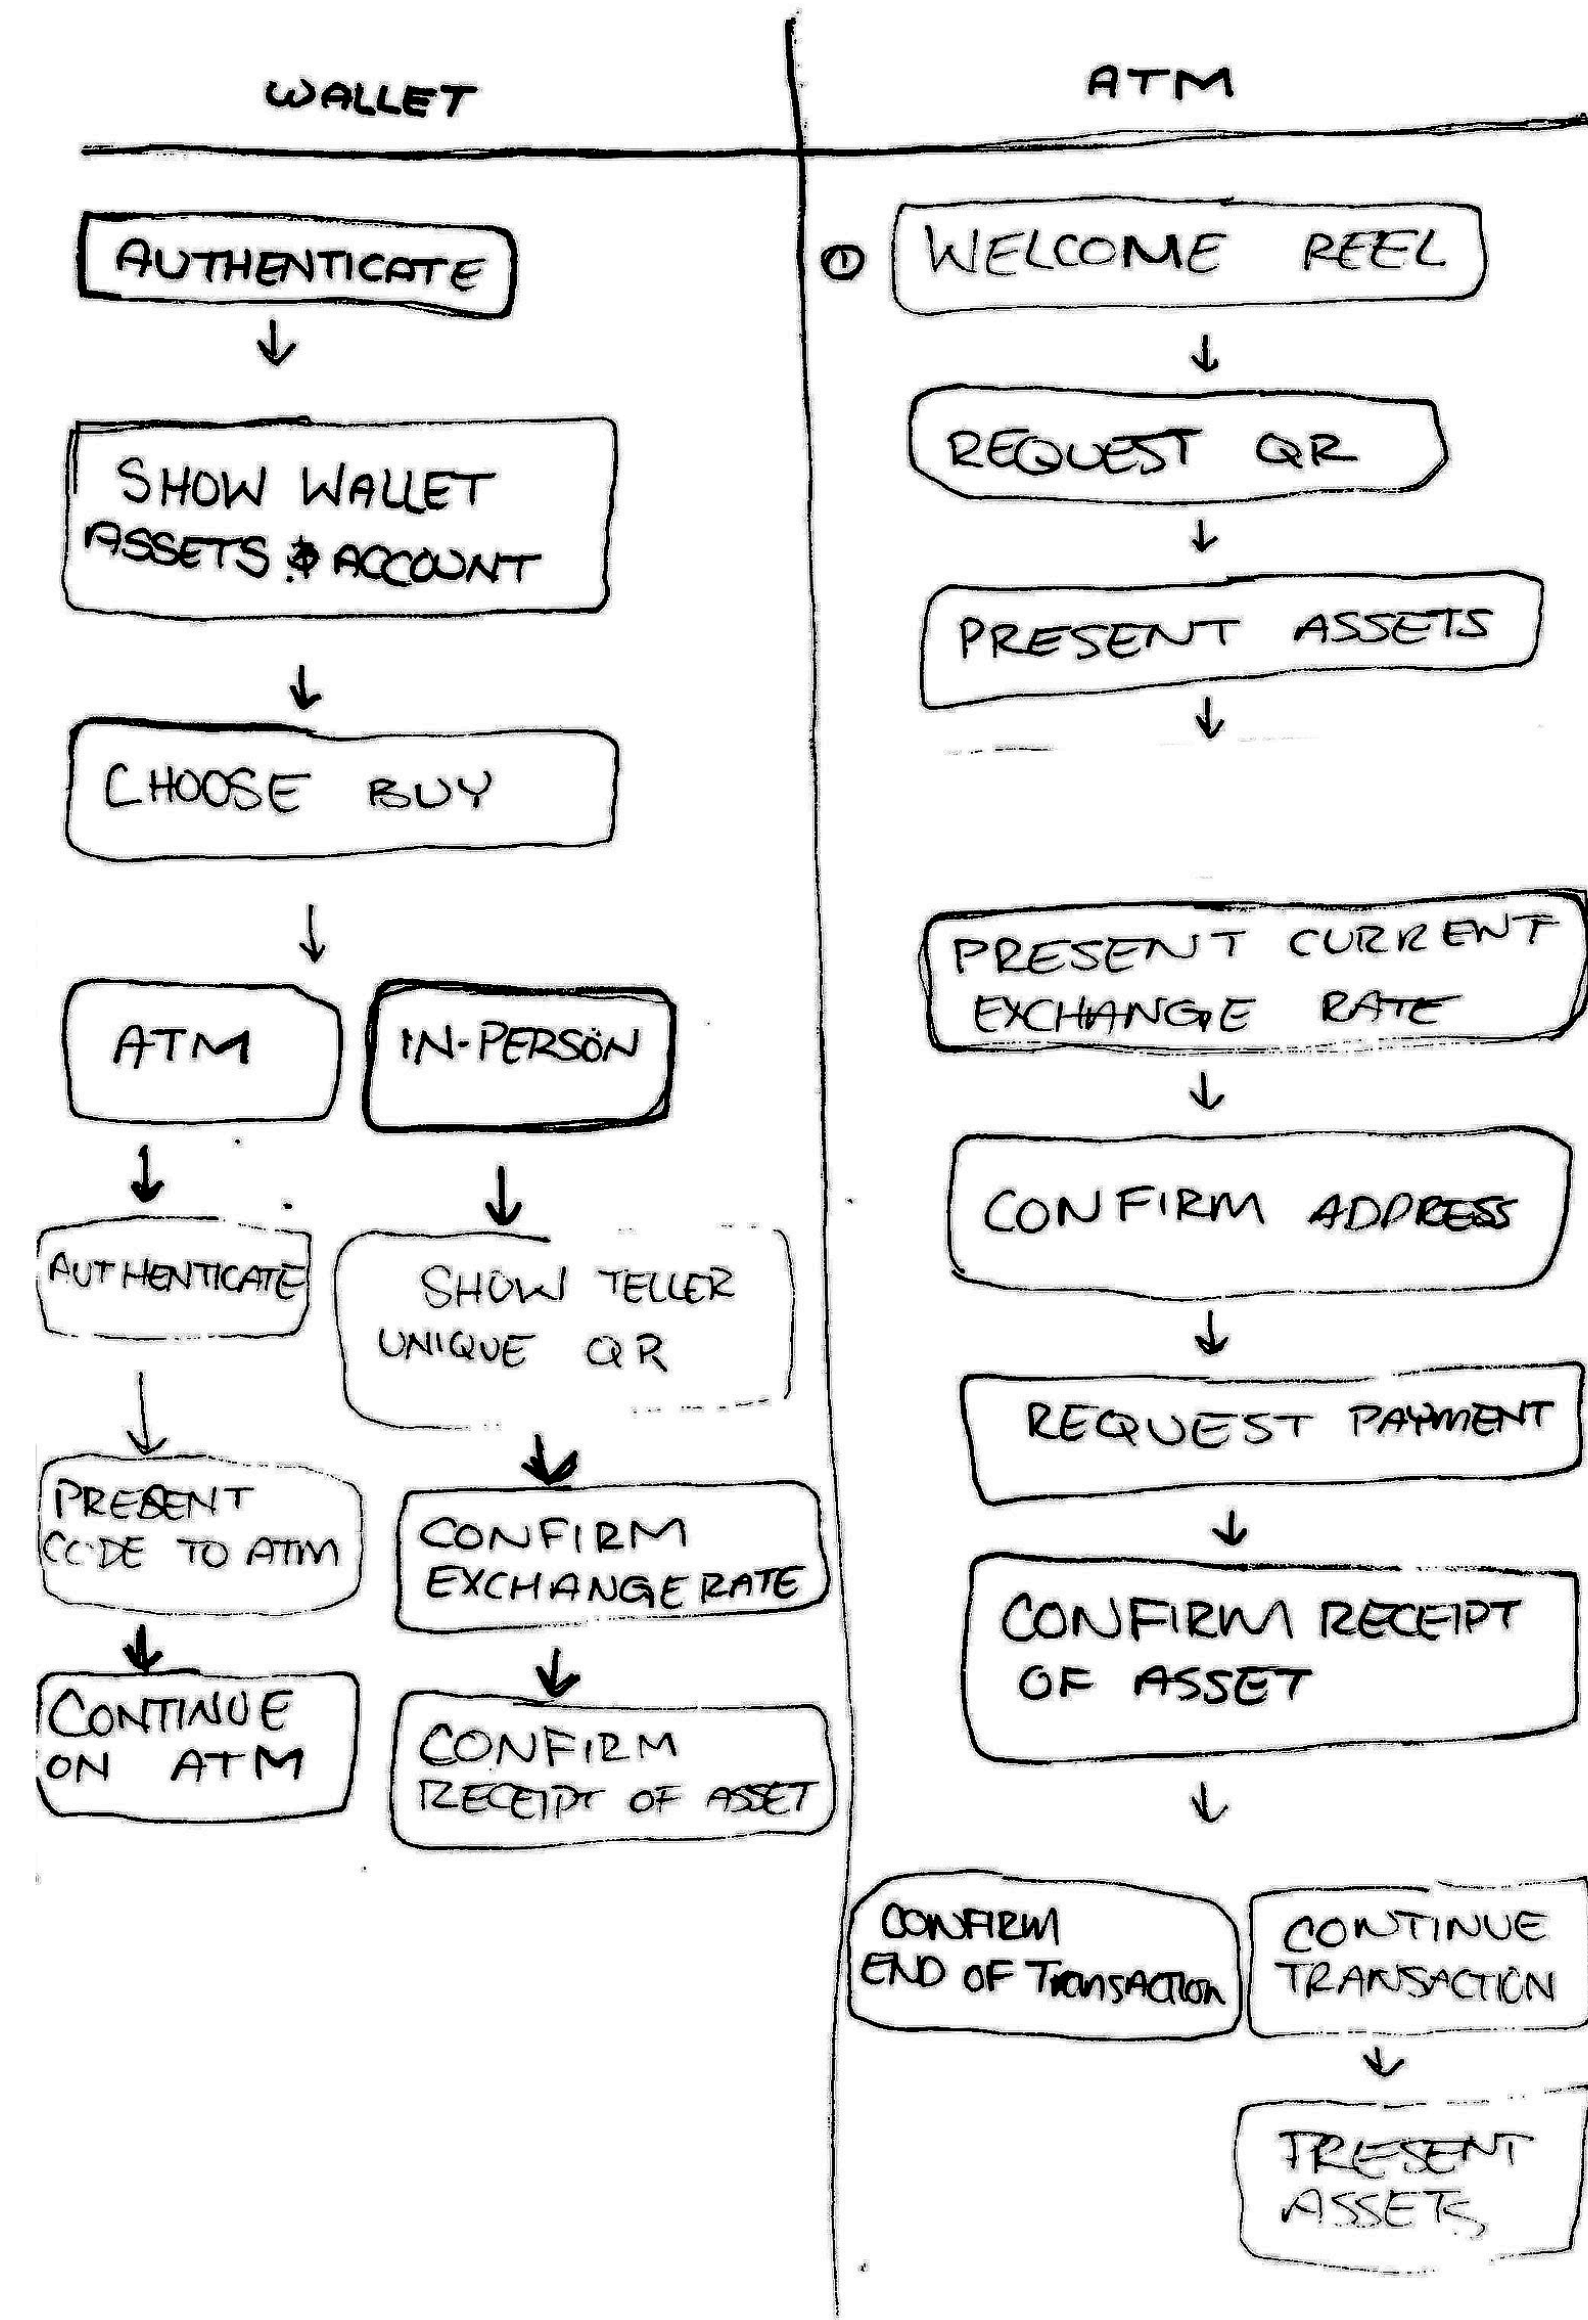 WALLET
AUTHENTICATE
SHOW WALLET
ASSETS & ACCOUNT
CHOOSE BUY
ATM
IN-PERSON
AUTHENTICATE
SHOW TELLER
UNIQUE QR
PRESENT
CODE TO ATM
CONFIRM
EXCHANGE RATE
CONTINUE
ON ATM
CONFIRM
RECEIPT OF ASSET
ATM
① WELCOME REEL
REQUEST QR
PRESENT ASSETS
PRESENT CURRENT
EXCHANGE RATE
CONFIRM ADDRESS
REQUEST PAYMENT
CONFIRM RECEIPT
OF ASSET
CONFIRM
END OF TRANSACTION
CONTINUE
TRANSACTION
PRESENT
ASSETS